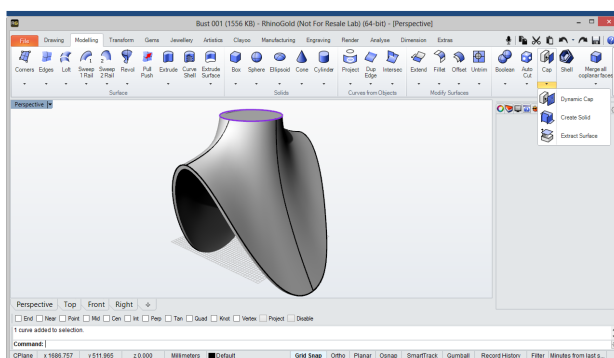 RG
Bust 001 (1556 KB) - RhinoGold (Not For Resale Lab) (64-bit) - [Perspective]
File Drawing Modelling Transform Gems Jewellery Artistics Clayoo Manufacturing Engraving Render Analyse Dimension Extras
Corners Edges Loft Sweep 1 Rail Sweep 2 Rail Revol Pull Push Extrude Curve Shell Extrude Surface Box Sphere Ellipsoid Cone Cylinder Project Dup Edge Intersec Extend Fillet Offset Untrim Boolean Auto Cut Cap Shell Merge all coplanar faces
Surface Solids Curves from Objects Modify Surfaces
Dynamic Cap
Create Solid
Extract Surface
Perspective
Perspective Top Front Right
End Near Point Mid Cen Int Perp Tan Quad Knot Vertex Project Disable
1 curve added to selection.
Command:
CPlane x 1686.757 y 511.965 z 0.000 Millimeters Default Grid Snap Ortho Planar Osnap SmartTrack Gumball Record History Filter Minutes from last s...